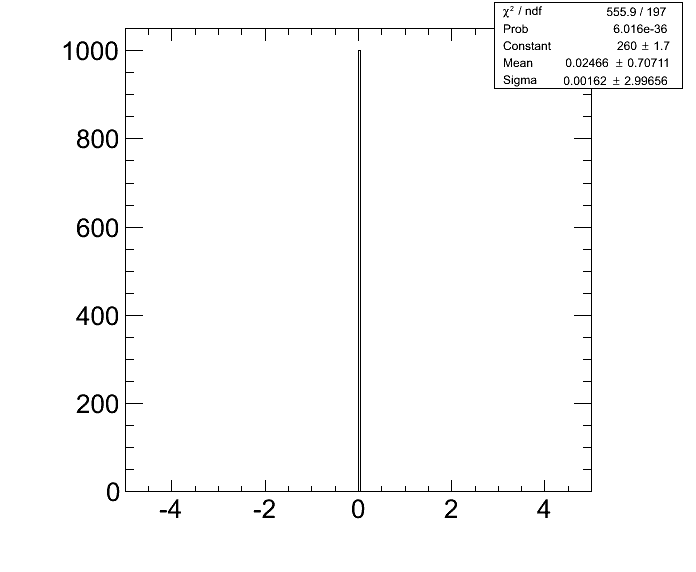 χ² / ndf 555.9 / 197
Prob 6.016e-36
Constant 260 ± 1.7
Mean 0.02466 ± 0.70711
Sigma 0.00162 ± 2.99656
1000
800
600
400
200
0
-4 -2 0 2 4